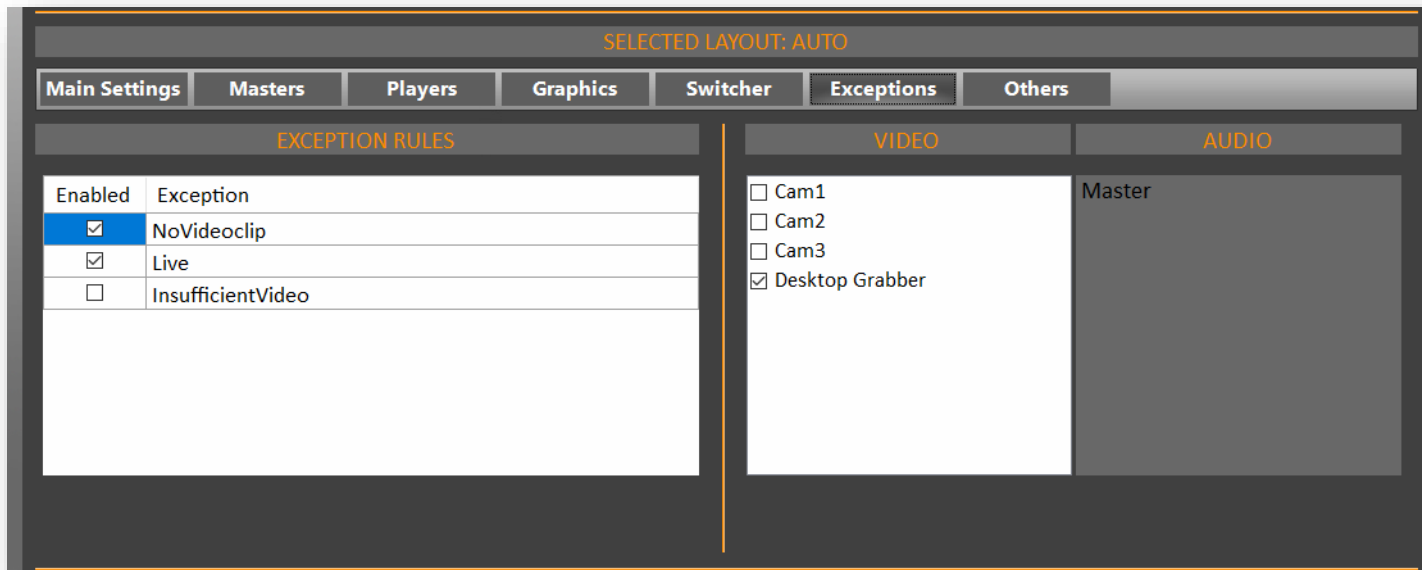 SELECTED LAYOUT: AUTO
Main Settings Masters Players Graphics Switcher Exceptions Others
EXCEPTION RULES
Enabled Exception
NoVideoclip
Live
InsufficientVideo
VIDEO
Cam1
Cam2
Cam3
Desktop Grabber
AUDIO
Master